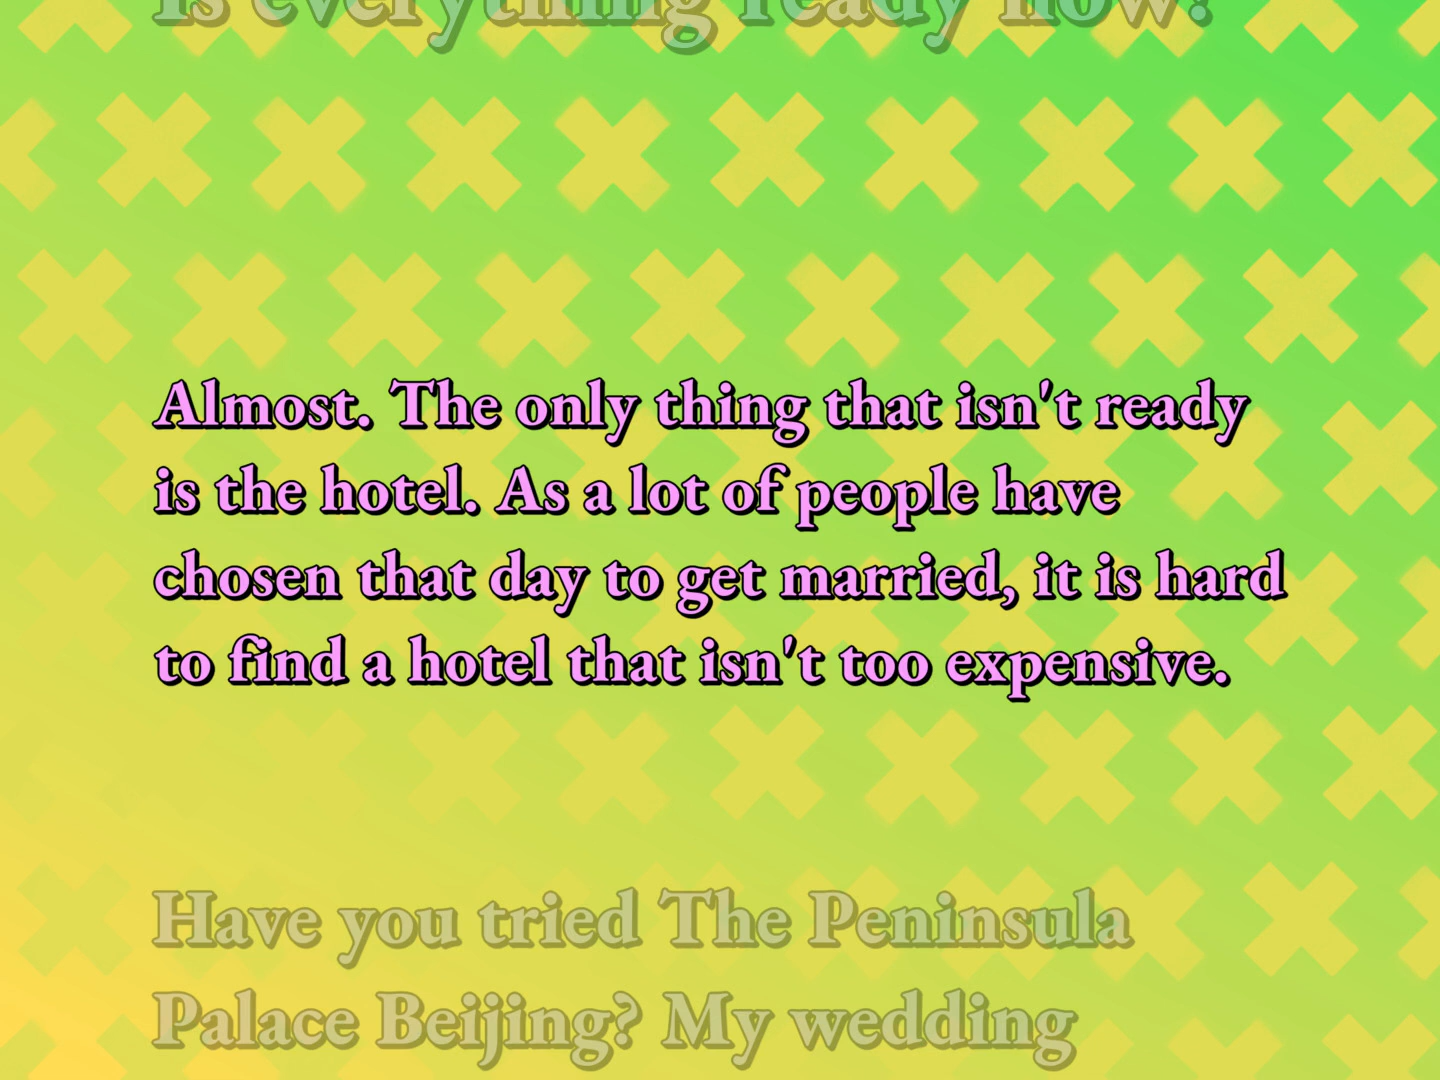 Is everything ready now?
Almost. The only thing that isn't ready
is the hotel. As a lot of people have
chosen that day to get married, it is hard
to find a hotel that isn't too expensive.
Have you tried The Peninsula
Palace Beijing? My wedding